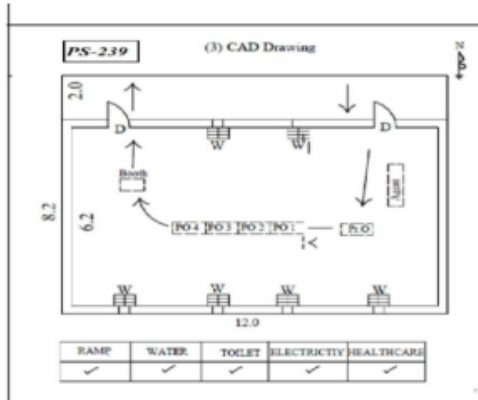 PS-239
(3) CAD Drawing
N
2.0
D
D
W
W
Booth
Agent
8.2
6.2
PO 4 PO 3 PO 2 PO 1
Pr.O
W
W
W
W
12.0
RAMP WATER TOILET ELECTRICTIY HEALTHCARE
✓ ✓ ✓ ✓ ✓